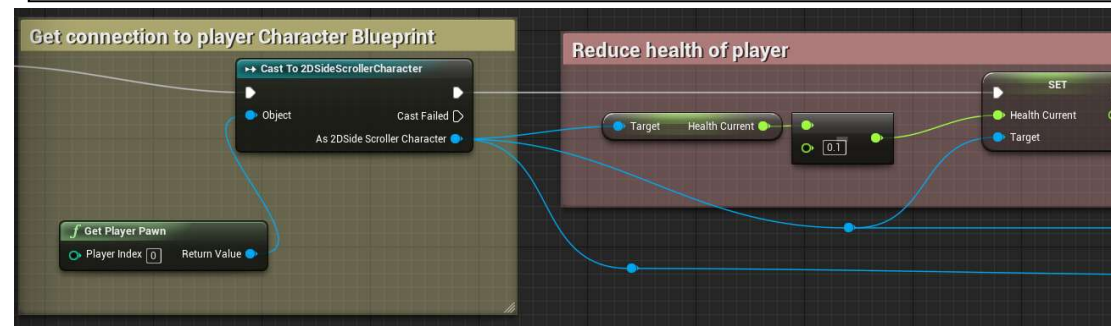 Get connection to player Character Blueprint
Cast To 2DSideScrollerCharacter
Object
Cast Failed
As 2DSide Scroller Character
f Get Player Pawn
Player Index 0
Return Value
Reduce health of player
Target
Health Current
0.1
SET
Health Current
Target